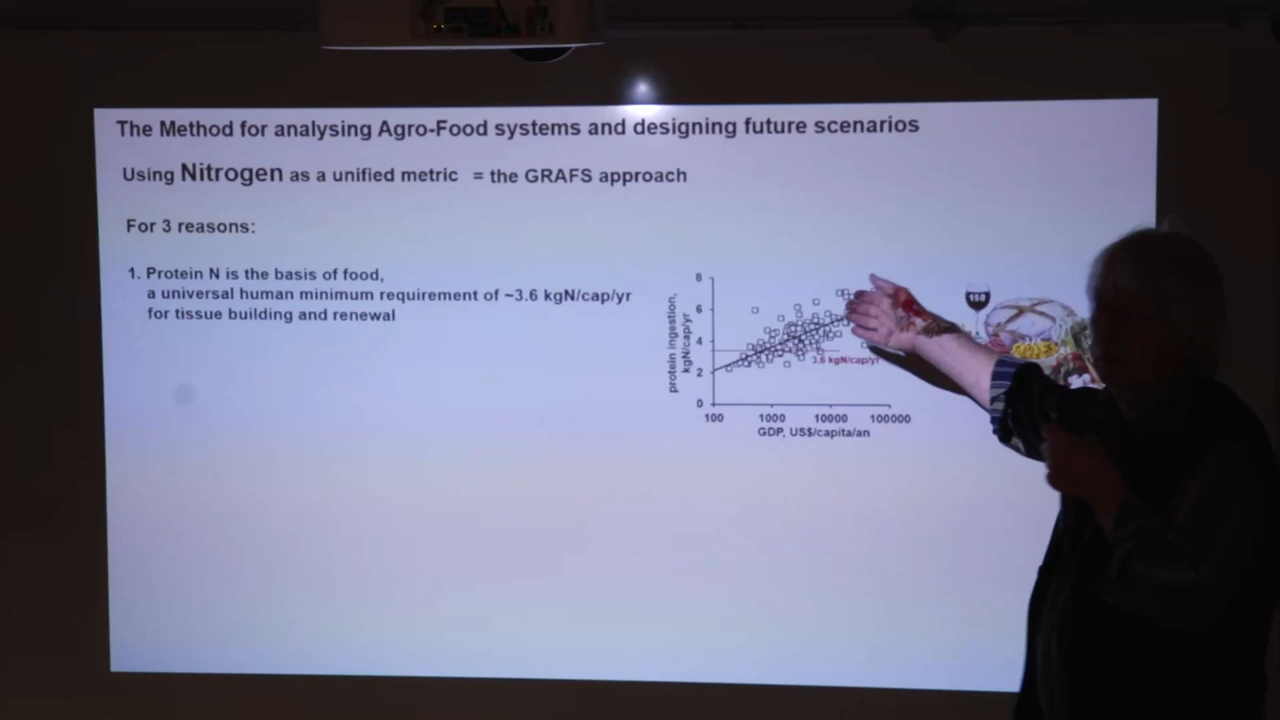 The Method for analysing Agro-Food systems and designing future scenarios
Using Nitrogen as a unified metric = the GRAFS approach
For 3 reasons:
1. Protein N is the basis of food,
a universal human minimum requirement of ~3.6 kgN/cap/yr
for tissue building and renewal
protein ingestion,
kgN/cap/yr
8
6
4
2
0
3.6 kgN/cap/yr
100 1000 10000 100000
GDP, US$/capita/an
150